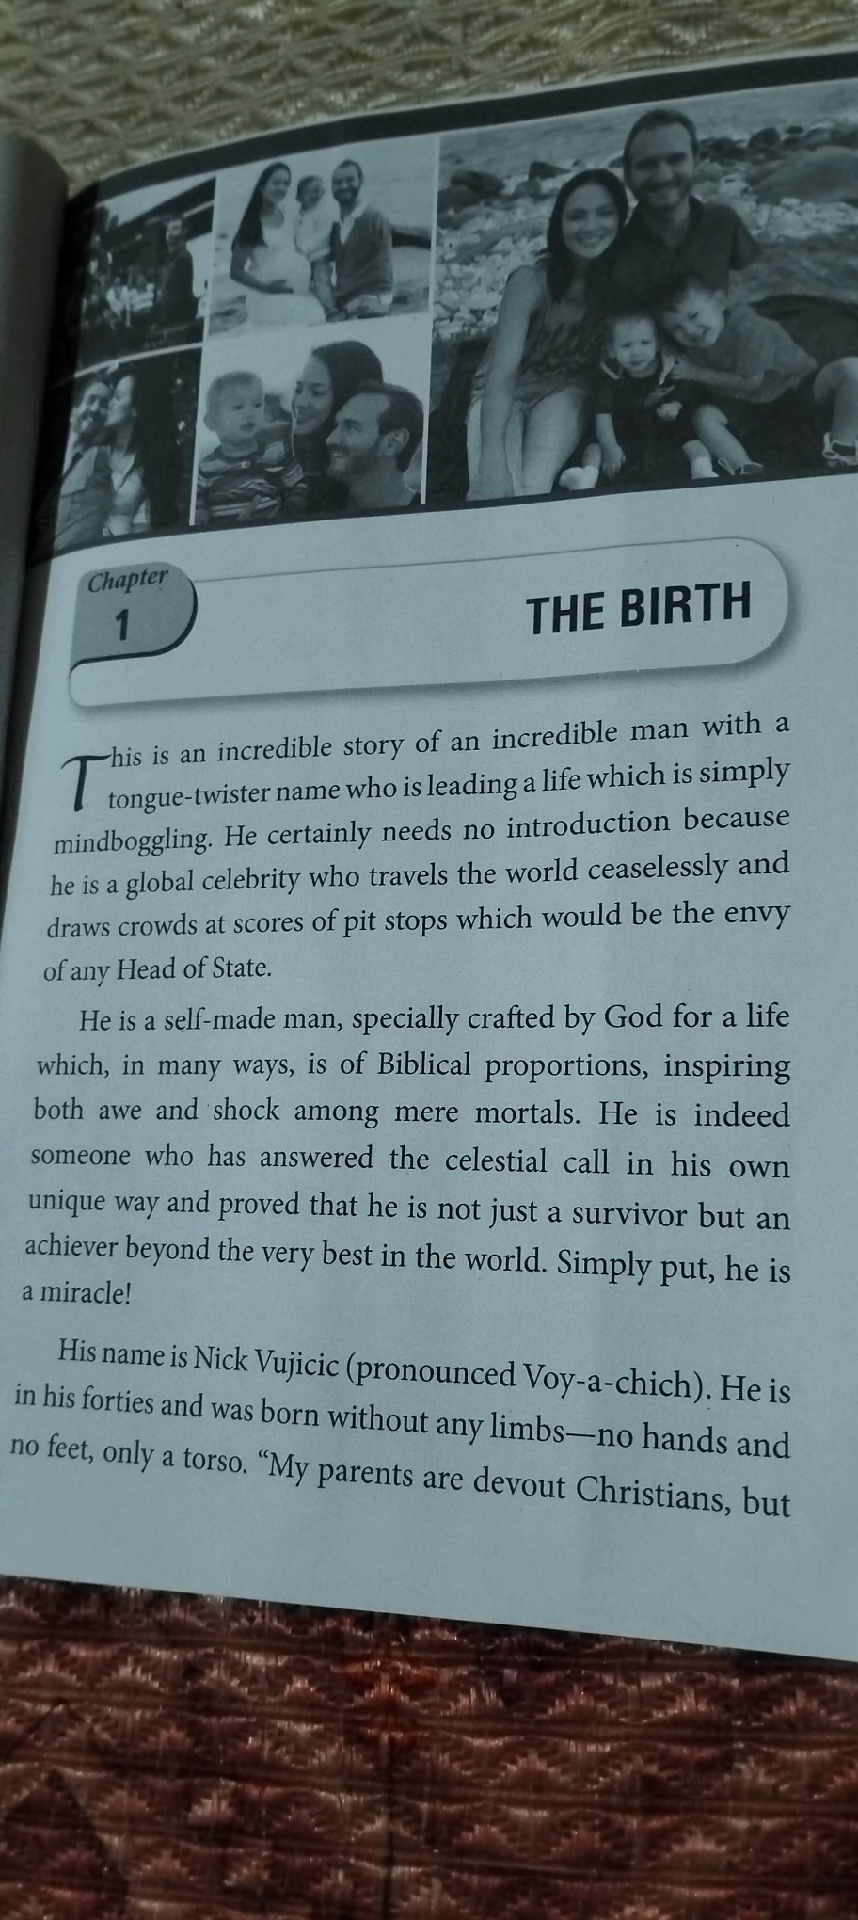 Chapter
1
THE BIRTH
This is an incredible story of an incredible man with a
tongue-twister name who is leading a life which is simply
mindboggling. He certainly needs no introduction because
he is a global celebrity who travels the world ceaselessly and
draws crowds at scores of pit stops which would be the envy
of any Head of State.
He is a self-made man, specially crafted by God for a life
which, in many ways, is of Biblical proportions, inspiring
both awe and shock among mere mortals. He is indeed
someone who has answered the celestial call in his own
unique way and proved that he is not just a survivor but an
achiever beyond the very best in the world. Simply put, he is
a miracle!
His name is Nick Vujicic (pronounced Voy-a-chich). He is
in his forties and was born without any limbs—no hands and
no feet, only a torso. “My parents are devout Christians, but